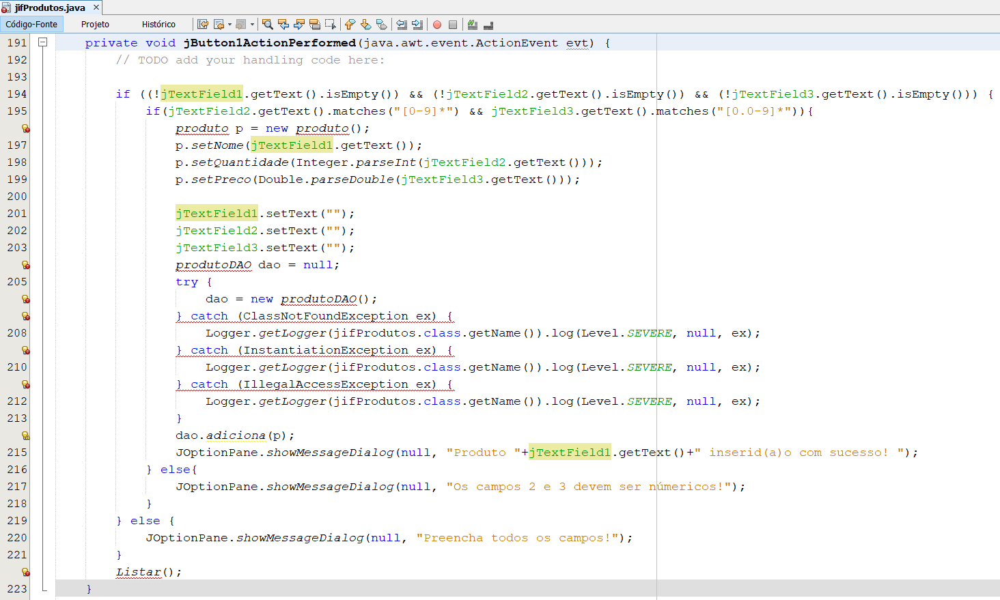 jifProdutos.java
Código-Fonte Projeto Histórico
191 private void jButton1ActionPerformed(java.awt.event.ActionEvent evt) {
192 // TODO add your handling code here:
193
194 if ((!jTextField1.getText().isEmpty()) && (!jTextField2.getText().isEmpty()) && (!jTextField3.getText().isEmpty())) {
195 if(jTextField2.getText().matches("[0-9]*") && jTextField3.getText().matches("[0.0-9]*")){
produto p = new produto();
197 p.setNome(jTextField1.getText());
198 p.setQuantidade(Integer.parseInt(jTextField2.getText()));
199 p.setPreco(Double.parseDouble(jTextField3.getText()));
200
201 jTextField1.setText("");
202 jTextField2.setText("");
203 jTextField3.setText("");
produtoDAO dao = null;
205 try {
dao = new produtoDAO();
} catch (ClassNotFoundException ex) {
208 Logger.getLogger(jifProdutos.class.getName()).log(Level.SEVERE, null, ex);
} catch (InstantiationException ex) {
210 Logger.getLogger(jifProdutos.class.getName()).log(Level.SEVERE, null, ex);
} catch (IllegalAccessException ex) {
212 Logger.getLogger(jifProdutos.class.getName()).log(Level.SEVERE, null, ex);
213 }
dao.adiciona(p);
215 JOptionPane.showMessageDialog(null, "Produto "+jTextField1.getText()+" inserid(a)o com sucesso! ");
216 } else{
217 JOptionPane.showMessageDialog(null, "Os campos 2 e 3 devem ser númericos!");
218 }
219 } else {
220 JOptionPane.showMessageDialog(null, "Preencha todos os campos!");
221 }
Listar();
223 }